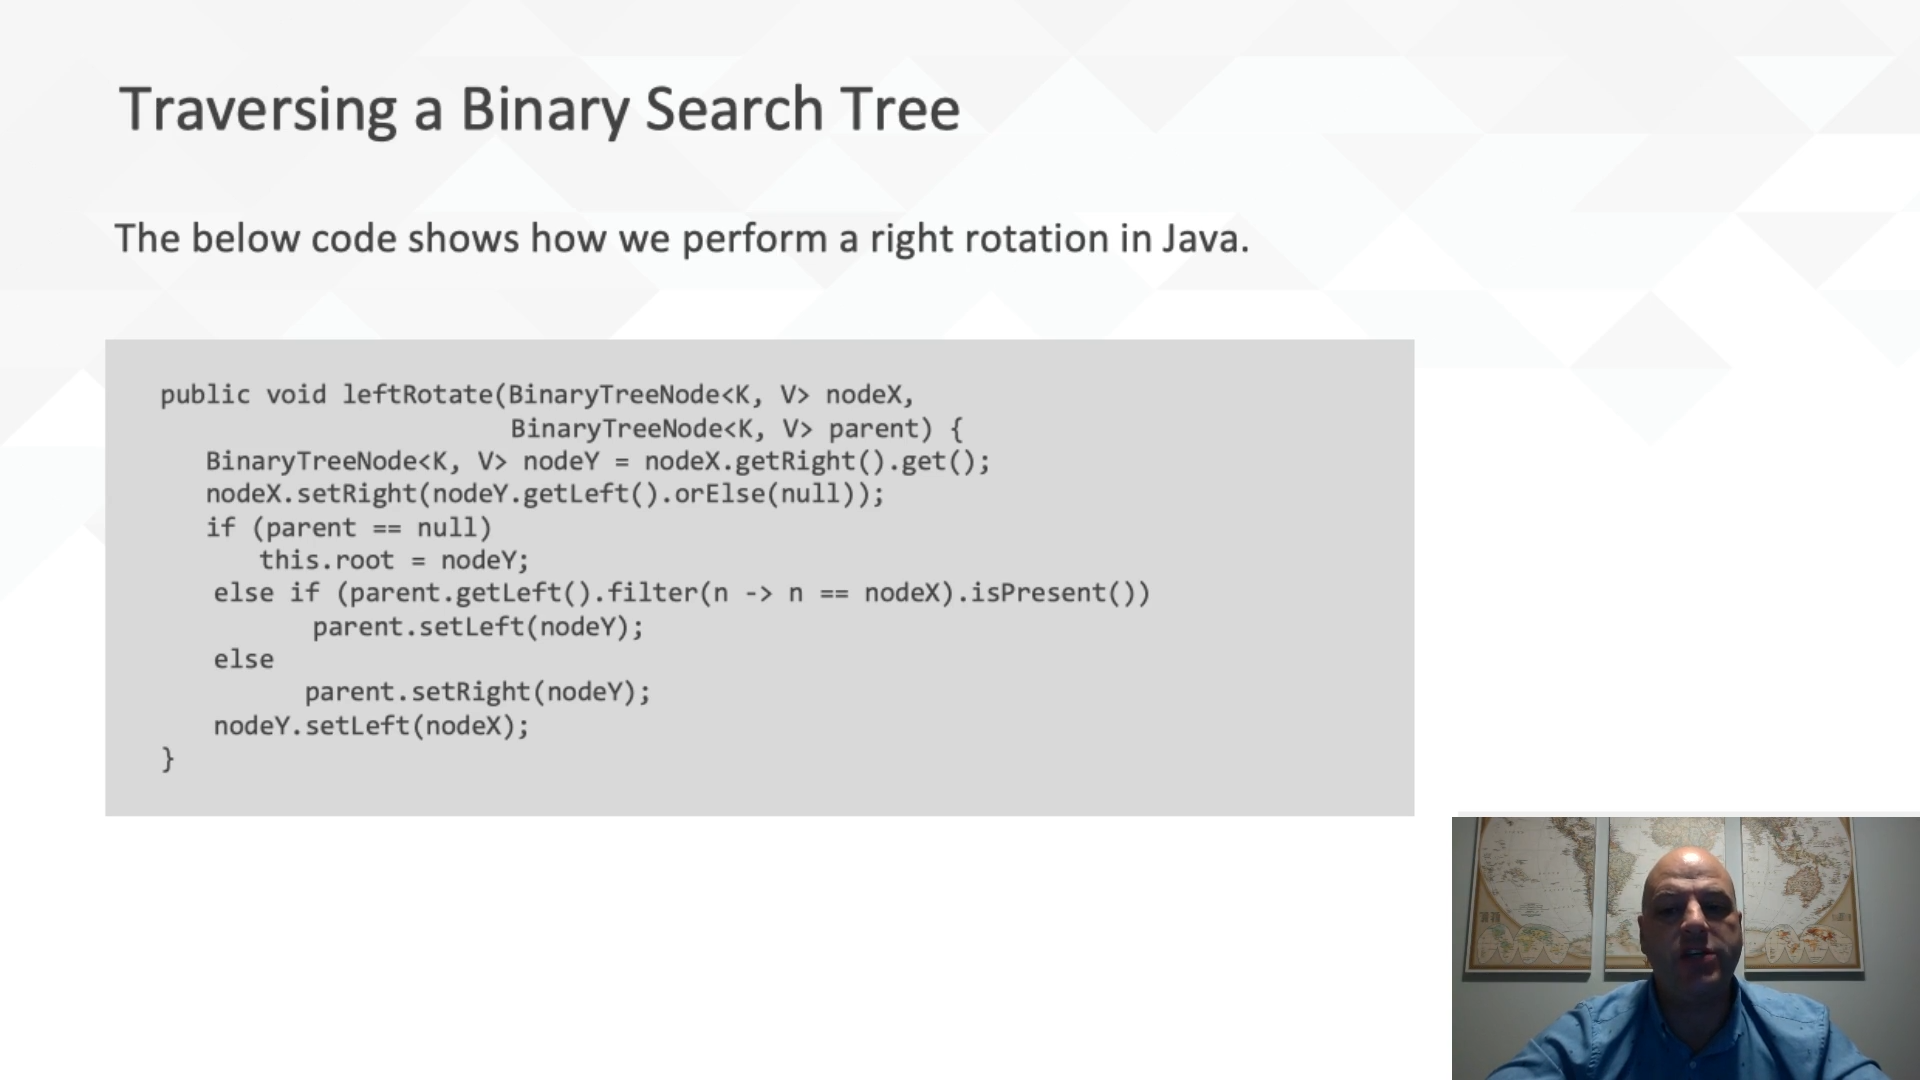 Traversing a Binary Search Tree
The below code shows how we perform a right rotation in Java.
public void leftRotate(BinaryTreeNode<K, V> nodeX,
BinaryTreeNode<K, V> parent) {
BinaryTreeNode<K, V> nodeY = nodeX.getRight().get();
nodeX.setRight(nodeY.getLeft().orElse(null));
if (parent == null)
this.root = nodeY;
else if (parent.getLeft().filter(n -> n == nodeX).isPresent())
parent.setLeft(nodeY);
else
parent.setRight(nodeY);
nodeY.setLeft(nodeX);
}